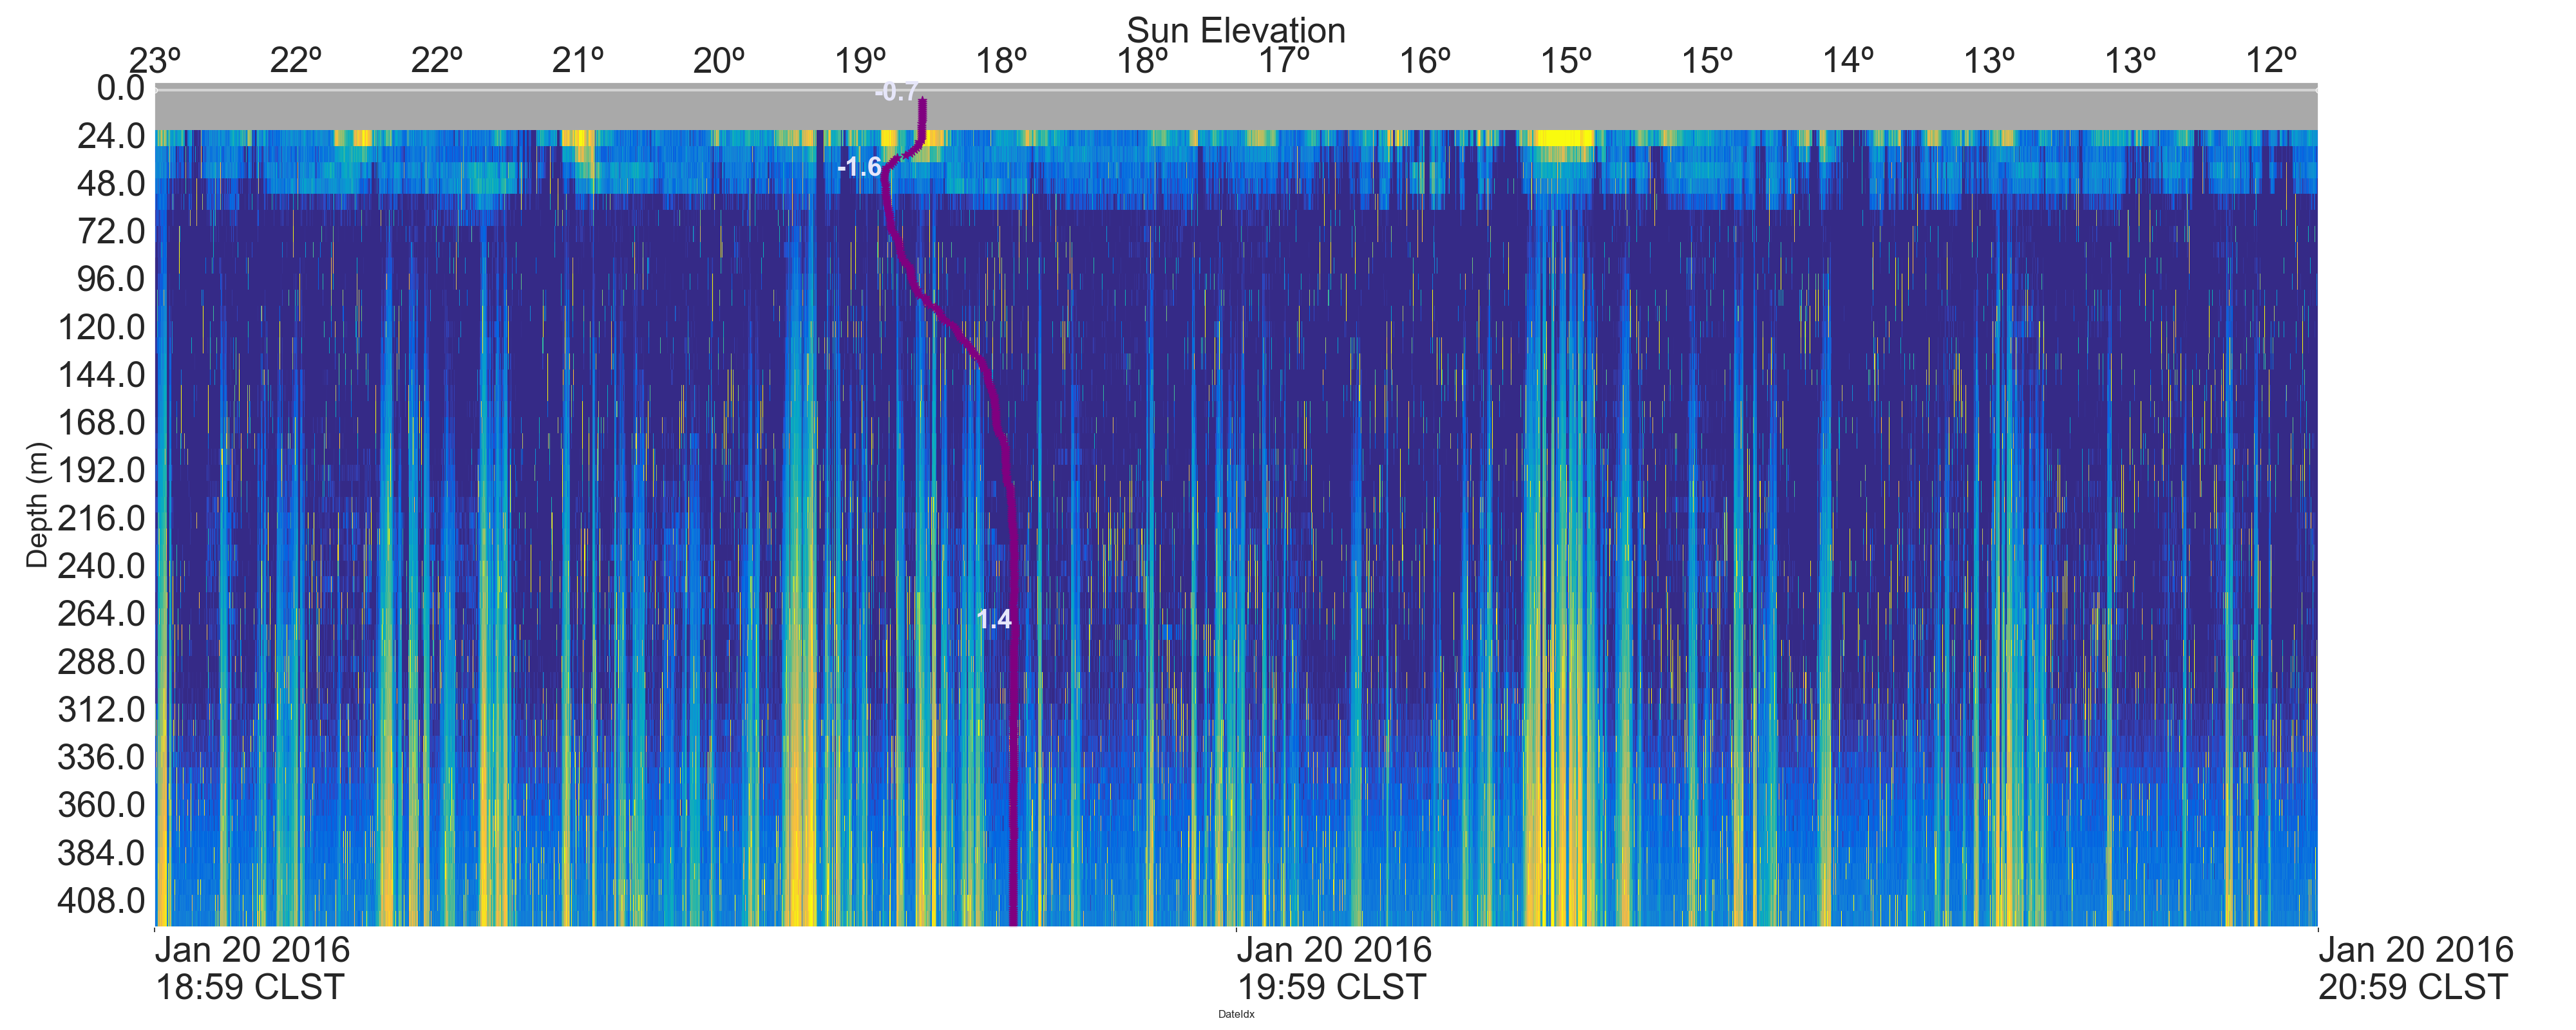 Sun Elevation
23º 22º 22º 21º 20º 19º 18º 18º 17º 16º 15º 15º 14º 13º 13º 12º
0.0
-0.7
24.0
-1.6
48.0
72.0
96.0
120.0
144.0
168.0
192.0
216.0
240.0
264.0
1.4
288.0
312.0
336.0
360.0
384.0
408.0
Depth (m)
Jan 20 2016
18:59 CLST
Jan 20 2016
19:59 CLST
Jan 20 2016
20:59 CLST
DateIdx